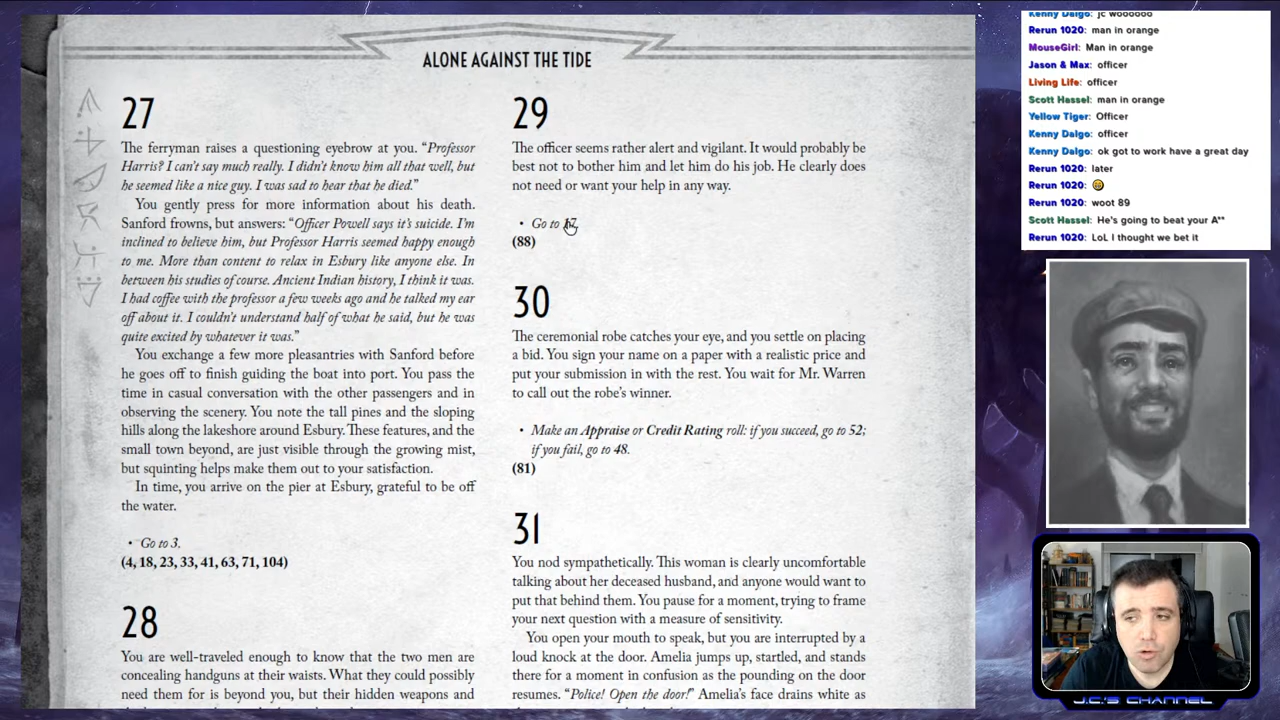 ALONE AGAINST THE TIDE
27
The ferryman raises a questioning eyebrow at you. “Professor
Harris? I can’t say much really. I didn’t know him all that well, but
he seemed like a nice guy. I was sad to hear that he died.”
You gently press for more information about his death.
Sanford frowns, but answers: “Officer Powell says it’s suicide. I’m
inclined to believe him, but Professor Harris seemed happy enough
to me. More than content to relax in Esbury like anyone else. In
between his studies of course. Ancient Indian history, I think it was.
I had coffee with the professor a few weeks ago and he talked my ear
off about it. I couldn’t understand half of what he said, but he was
quite excited by whatever it was.”
You exchange a few more pleasantries with Sanford before
he goes off to finish guiding the boat into port. You pass the
time in casual conversation with the other passengers and in
observing the scenery. You note the tall pines and the sloping
hills along the lakeshore around Esbury. These features, and the
small town beyond, are just visible through the growing mist,
but squinting helps make them out to your satisfaction.
In time, you arrive on the pier at Esbury, grateful to be off
the water.
• Go to 3.
(4, 18, 23, 33, 41, 63, 71, 104)
28
You are well-traveled enough to know that the two men are
concealing handguns at their waists. What they could possibly
need them for is beyond you, but their hidden weapons and
29
The officer seems rather alert and vigilant. It would probably be
best not to bother him and let him do his job. He clearly does
not need or want your help in any way.
• Go to
(88)
30
The ceremonial robe catches your eye, and you settle on placing
a bid. You sign your name on a paper with a realistic price and
put your submission in with the rest. You wait for Mr. Warren
to call out the robe’s winner.
• Make an Appraise or Credit Rating roll: if you succeed, go to 52;
if you fail, go to 48.
(81)
31
You nod sympathetically. This woman is clearly uncomfortable
talking about her deceased husband, and anyone would want to
put that behind them. You pause for a moment, trying to frame
your next question with a measure of sensitivity.
You open your mouth to speak, but you are interrupted by a
loud knock at the door. Amelia jumps up, startled, and stands
there for a moment in confusion as the pounding on the door
resumes. “Police! Open the door!” Amelia’s face drains white as
Kenny Dalgo: jc woooooo
Rerun 1020: man in orange
MouseGirl: Man in orange
Jason & Max: officer
Living Life: officer
Scott Hassel: man in orange
Yellow Tiger: Officer
Kenny Dalgo: officer
Kenny Dalgo: ok got to work have a great day
Rerun 1020: later
Rerun 1020: 😀
Rerun 1020: woot 89
Scott Hassel: He's going to beat your A**
Rerun 1020: LoL I thought we bet it
J.C.'S CHANNEL